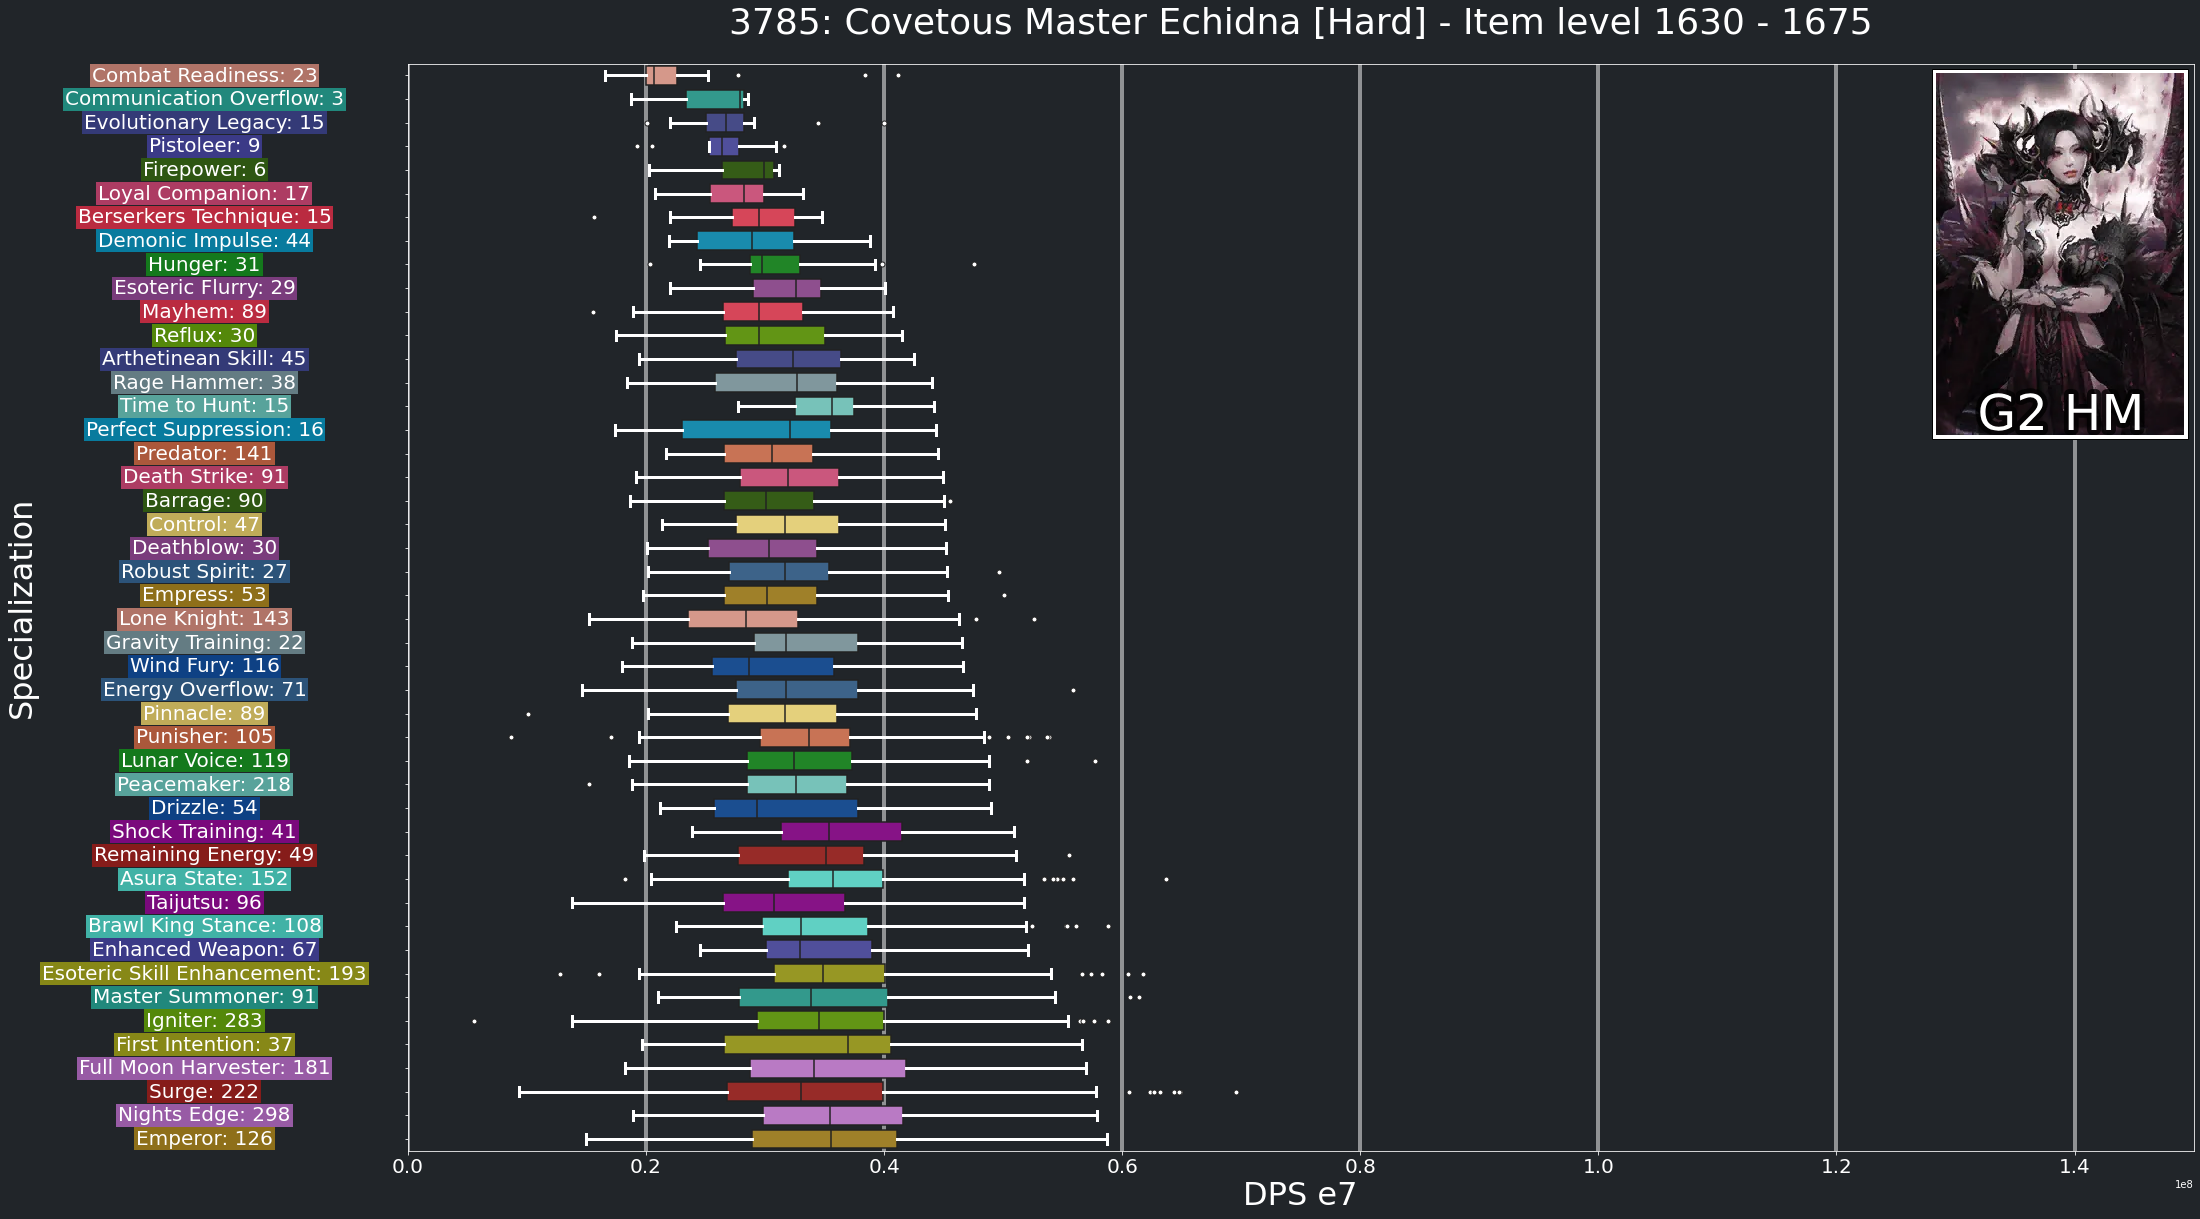 3785: Covetous Master Echidna [Hard] - Item level 1630 - 1675
Combat Readiness: 23
Communication Overflow: 3
Evolutionary Legacy: 15
Pistoleer: 9
Firepower: 6
Loyal Companion: 17
Berserkers Technique: 15
Demonic Impulse: 44
Hunger: 31
Esoteric Flurry: 29
Mayhem: 89
Reflux: 30
Arthetinean Skill: 45
Rage Hammer: 38
Time to Hunt: 15
Perfect Suppression: 16
Predator: 141
Death Strike: 91
Barrage: 90
Control: 47
Deathblow: 30
Robust Spirit: 27
Empress: 53
Lone Knight: 143
Gravity Training: 22
Wind Fury: 116
Energy Overflow: 71
Pinnacle: 89
Punisher: 105
Lunar Voice: 119
Peacemaker: 218
Drizzle: 54
Shock Training: 41
Remaining Energy: 49
Asura State: 152
Taijutsu: 96
Brawl King Stance: 108
Enhanced Weapon: 67
Esoteric Skill Enhancement: 193
Master Summoner: 91
Igniter: 283
First Intention: 37
Full Moon Harvester: 181
Surge: 222
Nights Edge: 298
Emperor: 126
Specialization
G2 HM
0.0 0.2 0.4 0.6 0.8 1.0 1.2 1.4
1e8
DPS e7